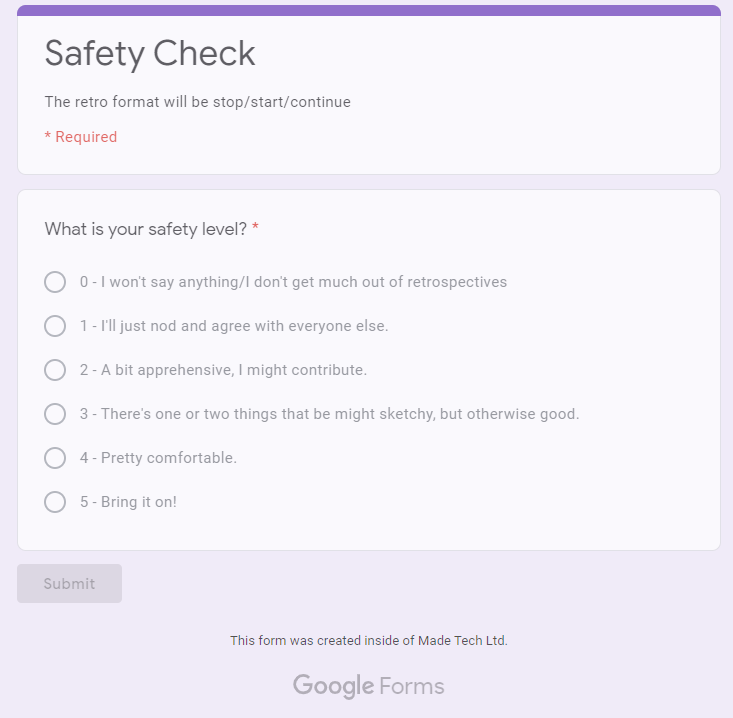 Safety Check
The retro format will be stop/start/continue
* Required
What is your safety level? *
0 - I won't say anything/I don't get much out of retrospectives
1 - I'll just nod and agree with everyone else.
2 - A bit apprehensive, I might contribute.
3 - There's one or two things that be might sketchy, but otherwise good.
4 - Pretty comfortable.
5 - Bring it on!
Submit
This form was created inside of Made Tech Ltd.
Google Forms